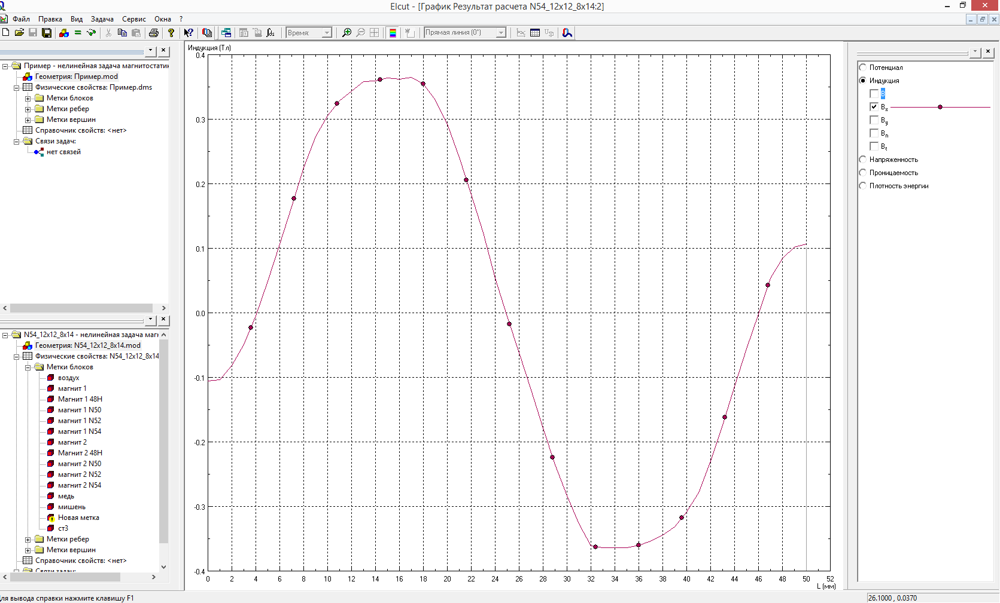 Elcut - [График Результат расчета N54_12x12_8x14:2]
Файл Правка Вид Задача Сервис Окна ?
Время:
Прямая линия (0°)
Пример - нелинейная задача магнитостати
Геометрия: Пример.mod
Физические свойства: Пример.dms
Метки блоков
Метки ребер
Метки вершин
Справочник свойств: <нет>
Связи задач:
нет связей
N54_12x12_8x14 - нелинейная задача маг
Геометрия: N54_12x12_8x14.mod
Физические свойства: N54_12x12_8x14
Метки блоков
воздух
магнит 1
Магнит 1 48H
магнит 1 N50
магнит 1 N52
магнит 1 N54
магнит 2
Магнит 2 48H
магнит 2 N50
магнит 2 N52
магнит 2 N54
медь
мишень
Новая метка
ст3
Метки ребер
Метки вершин
Справочник свойств: <нет>
Связи задач:
Индукция (Тл)
0.4
0.3
0.2
0.1
0.0
-0.1
-0.2
-0.3
-0.4
0 2 4 6 8 10 12 14 16 18 20 22 24 26 28 30 32 34 36 38 40 42 44 46 48 50 52
L (мм)
Потенциал
Индукция
B
Bx
By
Bn
Bt
Напряженность
Проницаемость
Плотность энергии
ля вывода справки нажмите клавишу F1
26.1000 , 0.0370